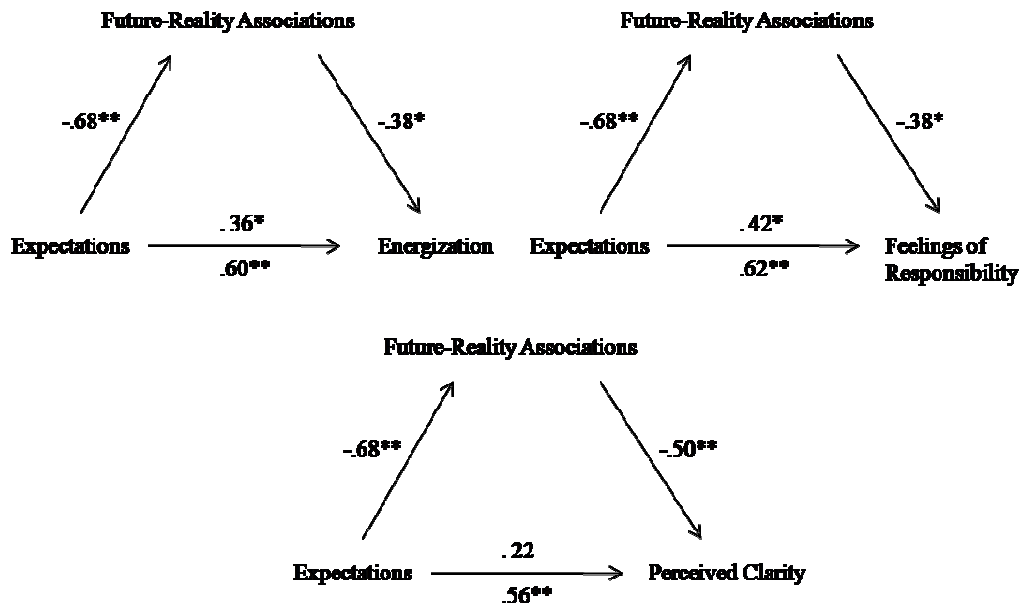 Future-Reality Associations
-.68**
-.38*
Expectations
.36*
.60**
Energization
Future-Reality Associations
-.68**
-.38*
Expectations
.42*
.62**
Feelings of
Responsibility
Future-Reality Associations
-.68**
-.50**
Expectations
.22
.56**
Perceived Clarity